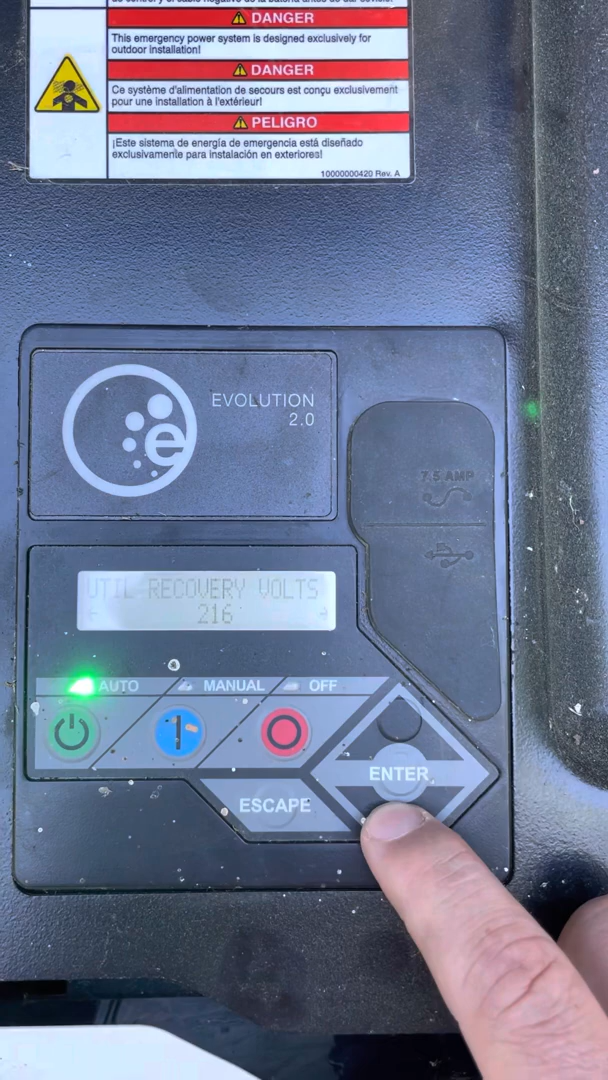 DANGER
This emergency power system is designed exclusively for
outdoor installation!
DANGER
Ce système d'alimentation de secours est conçu exclusivement
pour une installation à l'extérieur!
PELIGRO
¡Este sistema de energía de emergencia está diseñado
exclusivamente para instalación en exteriores!
10000000420 Rev. A
e
EVOLUTION
2.0
7.5 AMP
UTIL RECOVERY VOLTS
- 216 +
AUTO
MANUAL
OFF
ENTER
ESCAPE